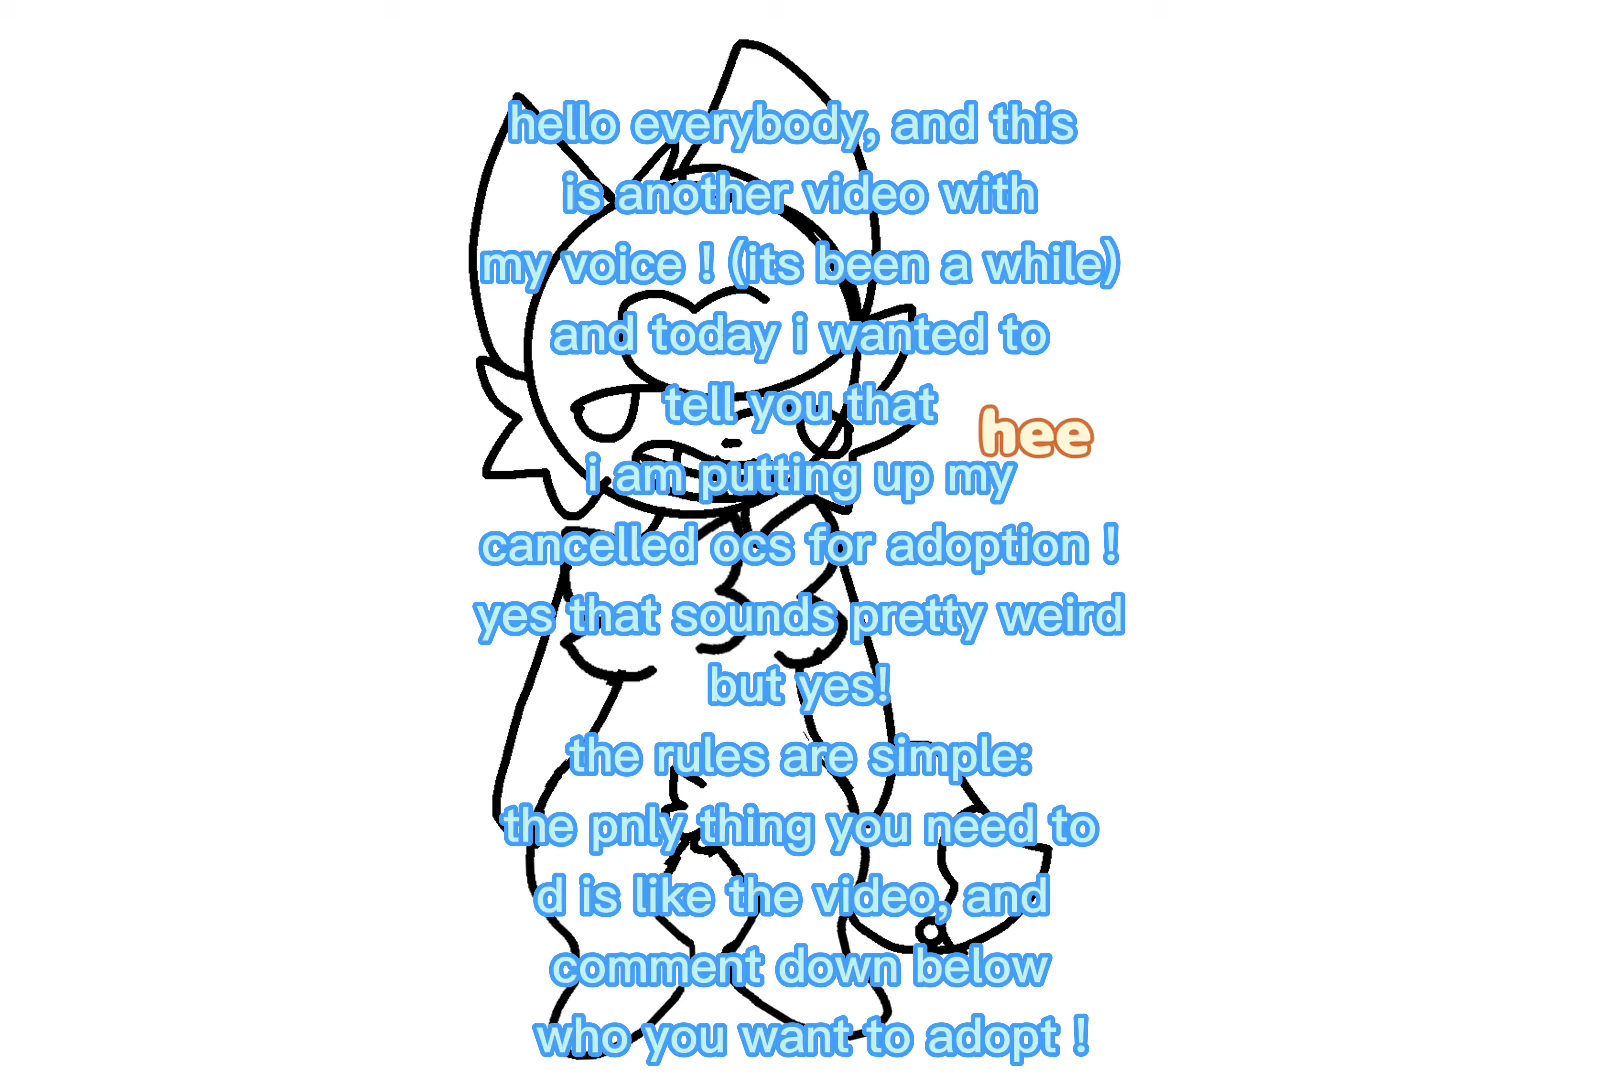 hello everybody, and this
is another video with
my voice ! (its been a while)
and today i wanted to
tell you that
hee
i am putting up my
cancelled ocs for adoption !
yes that sounds pretty weird
but yes!
the rules are simple:
the pnly thing you need to
d is like the video, and
comment down below
who you want to adopt !